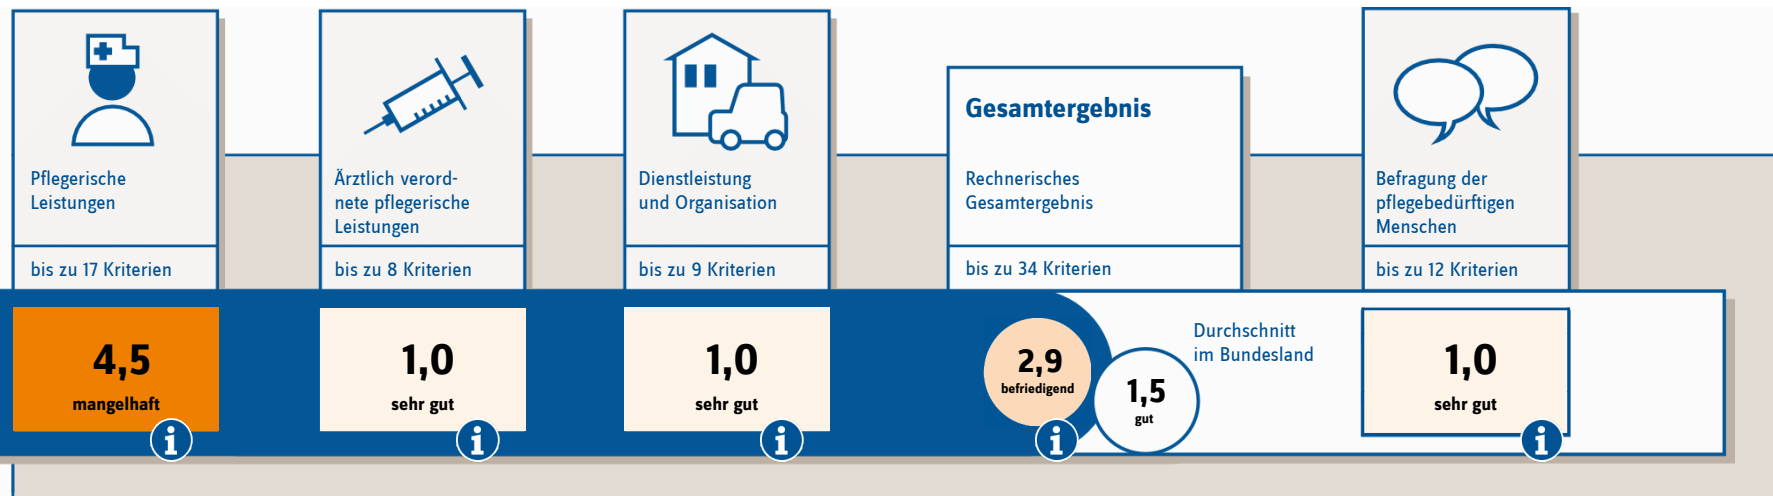 Pflegerische
Leistungen
bis zu 17 Kriterien
4,5
mangelhaft
i
Ärztlich verord-
nete pflegerische
Leistungen
bis zu 8 Kriterien
1,0
sehr gut
i
Dienstleistung
und Organisation
bis zu 9 Kriterien
1,0
sehr gut
i
Gesamtergebnis
Rechnerisches
Gesamtergebnis
bis zu 34 Kriterien
2,9
befriedigend
i
1,5
gut
Durchschnitt
im Bundesland
Befragung der
pflegebedürftigen
Menschen
bis zu 12 Kriterien
1,0
sehr gut
i